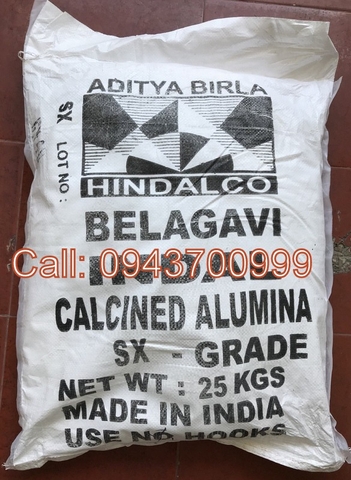 ADITYA BIRLA
HINDALCO
SX LOT NO :
BELAGAVI
Call: 0943700999
INDAL
CALCINED ALUMINA
SX - GRADE
NET WT : 25 KGS
MADE IN INDIA
USE NO HOOKS